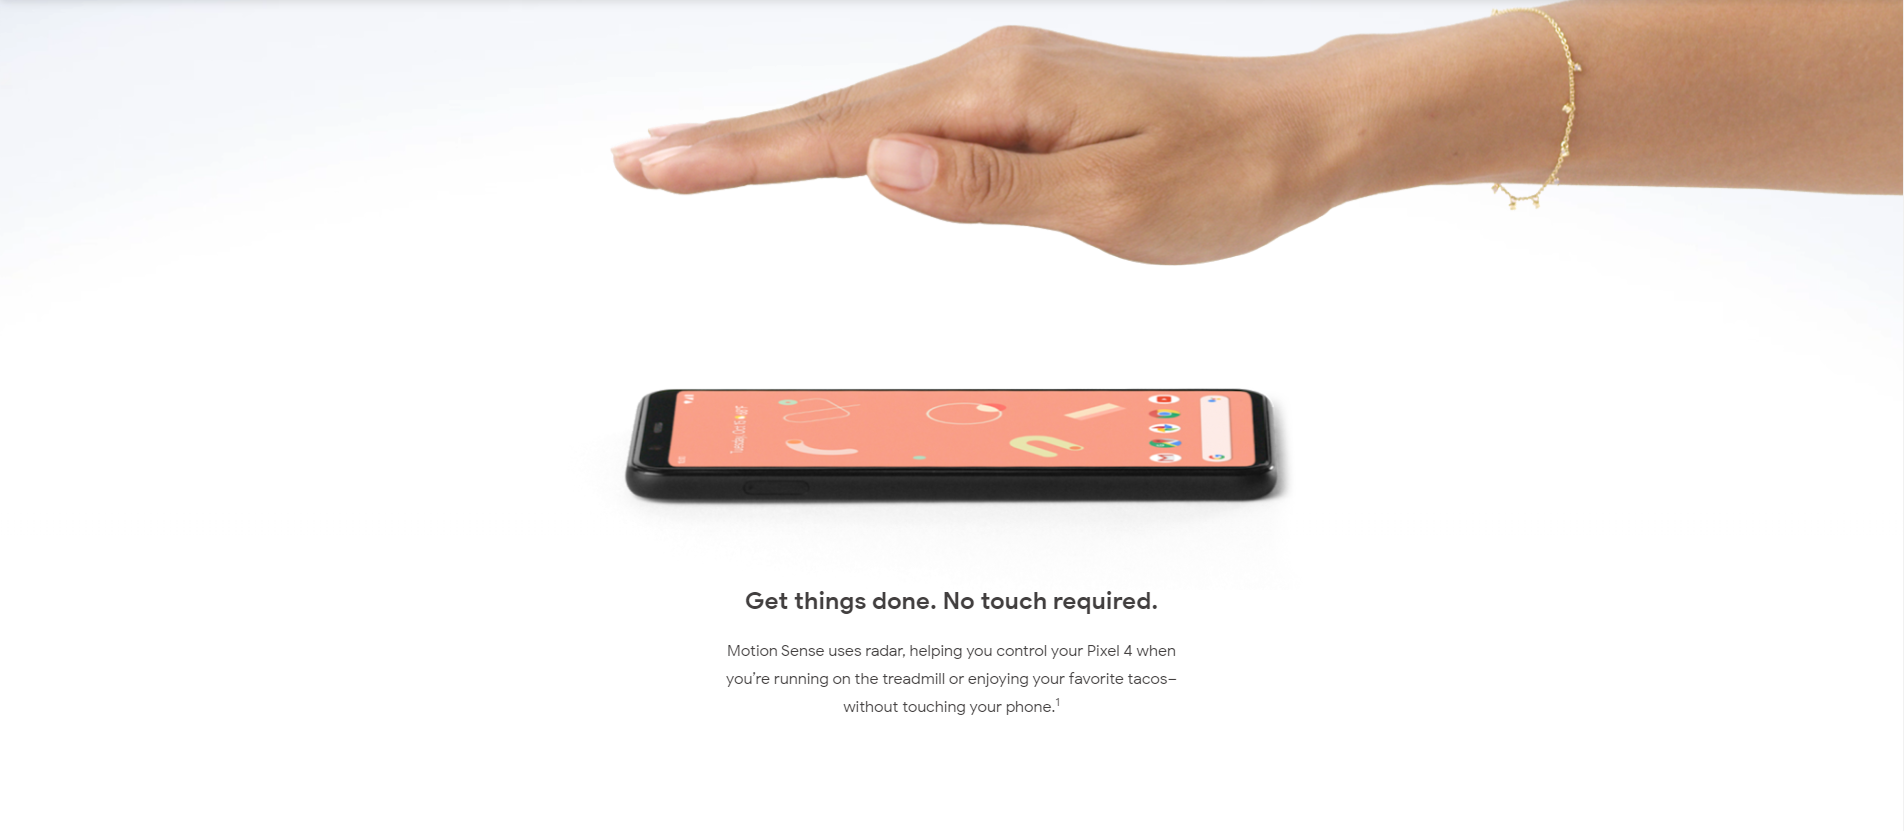 Get things done. No touch required.
Motion Sense uses radar, helping you control your Pixel 4 when
you’re running on the treadmill or enjoying your favorite tacos–
without touching your phone.1